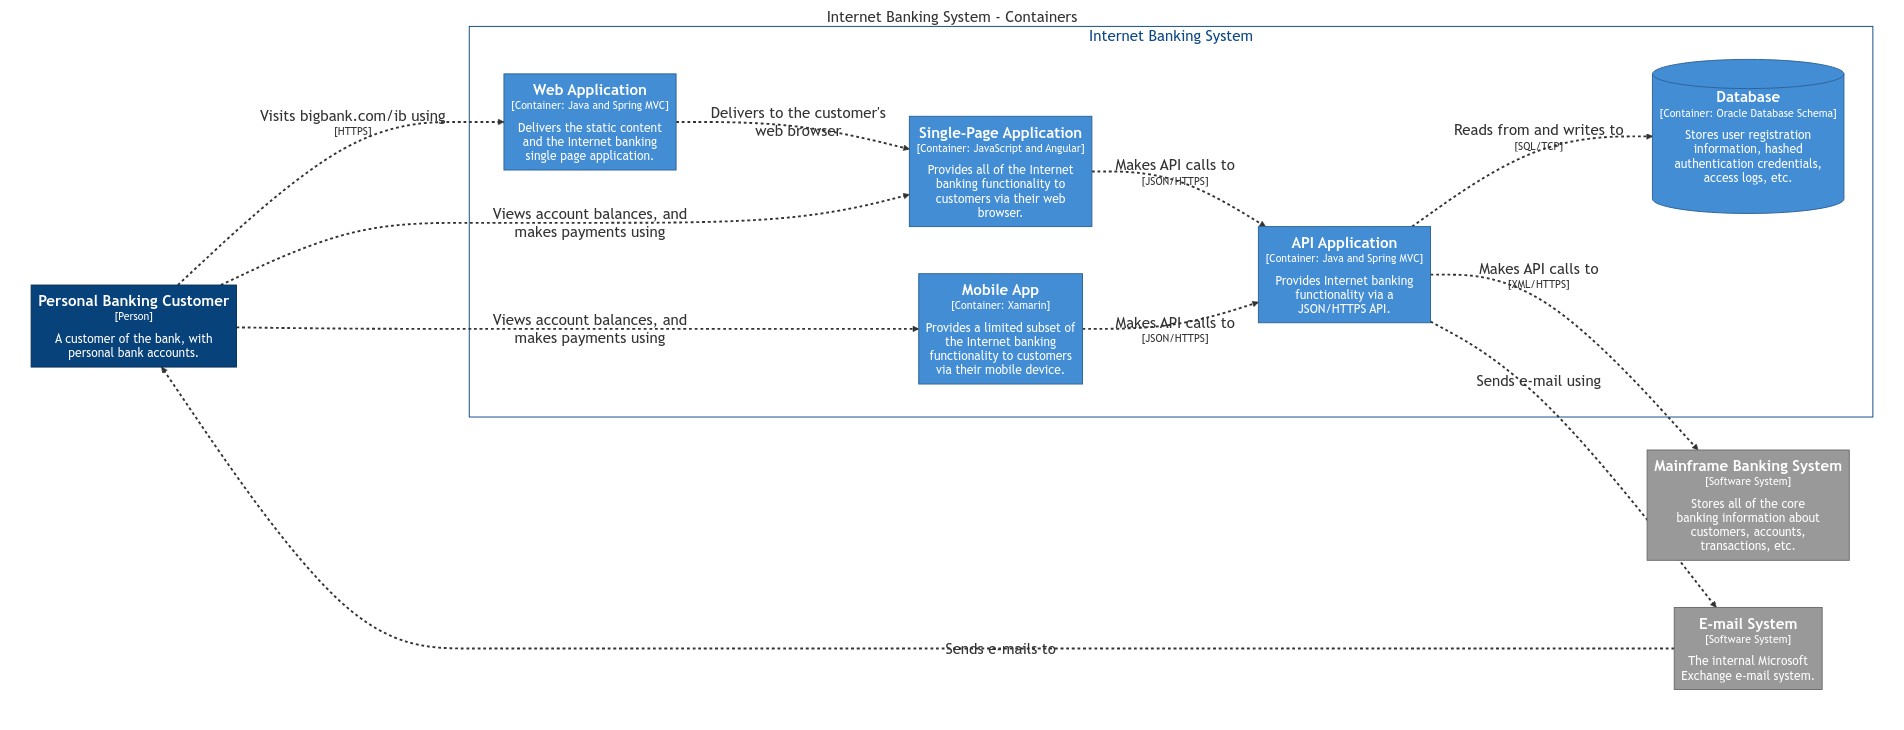 Internet Banking System - Containers
Internet Banking System
Web Application
[Container: Java and Spring MVC]
Delivers the static content
and the Internet banking
single page application.
Database
[Container: Oracle Database Schema]
Stores user registration
information, hashed
authentication credentials,
access logs, etc.
Visits bigbank.com/ib using
[HTTPS]
Delivers to the customer's
web browser
Single-Page Application
[Container: JavaScript and Angular]
Provides all of the Internet
banking functionality to
customers via their web
browser.
Reads from and writes to
[SQL/TCP]
Makes API calls to
[JSON/HTTPS]
Views account balances, and
makes payments using
API Application
[Container: Java and Spring MVC]
Provides Internet banking
functionality via a
JSON/HTTPS API.
Makes API calls to
[XML/HTTPS]
Personal Banking Customer
[Person]
A customer of the bank, with
personal bank accounts.
Views account balances, and
makes payments using
Mobile App
[Container: Xamarin]
Provides a limited subset of
the Internet banking
functionality to customers
via their mobile device.
Makes API calls to
[JSON/HTTPS]
Sends e-mail using
Mainframe Banking System
[Software System]
Stores all of the core
banking information about
customers, accounts,
transactions, etc.
E-mail System
[Software System]
The internal Microsoft
Exchange e-mail system.
Sends e-mails to